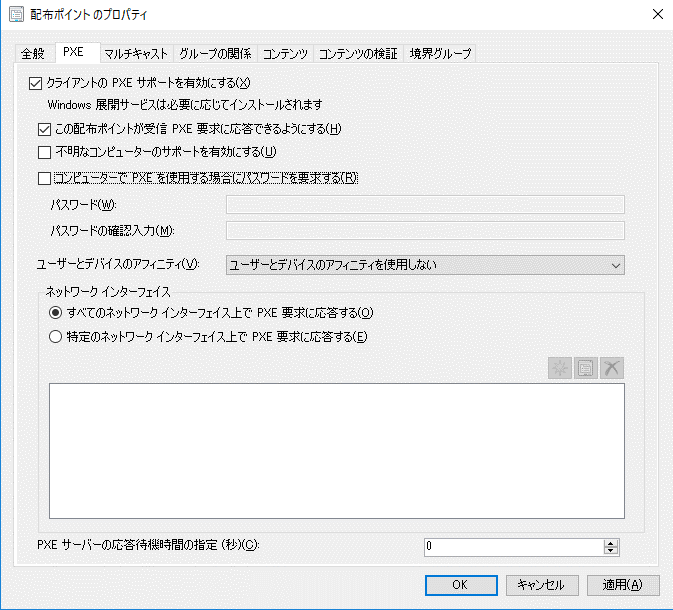 配布ポイント のプロパティ
全般 PXE マルチキャスト グループの関係 コンテンツ コンテンツの検証 境界グループ
クライアントの PXE サポートを有効にする(X)
Windows 展開サービスは必要に応じてインストールされます
この配布ポイントが受信 PXE 要求に応答できるようにする(H)
不明なコンピューターのサポートを有効にする(U)
コンピューターで PXE を使用する場合にパスワードを要求する(R)
パスワード(W):
パスワードの確認入力(M):
ユーザーとデバイスのアフィニティ(V): ユーザーとデバイスのアフィニティを使用しない
ネットワーク インターフェイス
すべてのネットワーク インターフェイス上で PXE 要求に応答する(O)
特定のネットワーク インターフェイス上で PXE 要求に応答する(E)
PXE サーバーの応答待機時間の指定 (秒)(C): 0
OK キャンセル 適用(A)